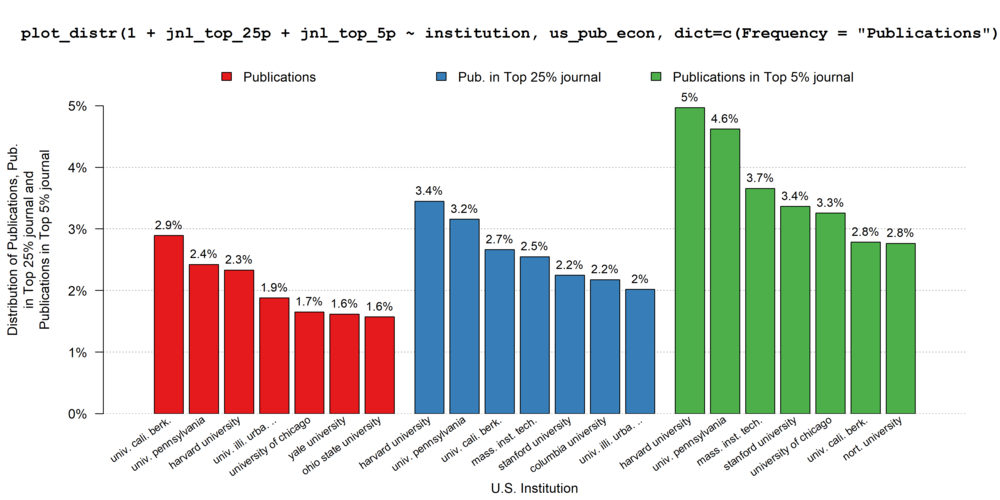 plot_distr(1 + jnl_top_25p + jnl_top_5p ~ institution, us_pub_econ, dict=c(Frequency = "Publications")
Publications
Pub. in Top 25% journal
Publications in Top 5% journal
Distribution of Publications, Pub.
in Top 25% journal and
Publications in Top 5% journal
5%
4%
3%
2%
1%
0%
2.9%
2.4%
2.3%
1.9%
1.7%
1.6%
1.6%
3.4%
3.2%
2.7%
2.5%
2.2%
2.2%
2%
5%
4.6%
3.7%
3.4%
3.3%
2.8%
2.8%
univ. cali. berk.
univ. pennsylvania
harvard university
univ. illi. urba. ..
university of chicago
yale university
ohio state university
harvard university
univ. pennsylvania
univ. cali. berk.
mass. inst. tech.
stanford university
columbia university
univ. illi. urba. ..
harvard university
univ. pennsylvania
mass. inst. tech.
stanford university
university of chicago
univ. cali. berk.
nort. university
U.S. Institution